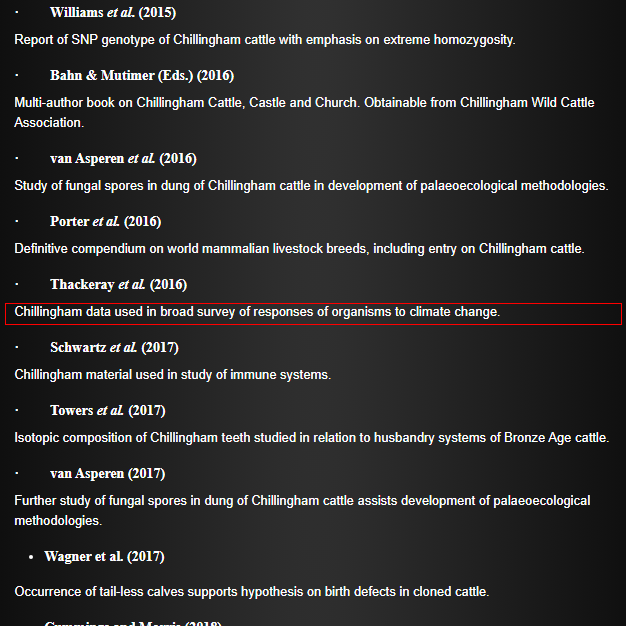 · Williams et al. (2015)
Report of SNP genotype of Chillingham cattle with emphasis on extreme homozygosity.
· Bahn & Mutimer (Eds.) (2016)
Multi-author book on Chillingham Cattle, Castle and Church. Obtainable from Chillingham Wild Cattle
Association.
· van Asperen et al. (2016)
Study of fungal spores in dung of Chillingham cattle in development of palaeoecological methodologies.
· Porter et al. (2016)
Definitive compendium on world mammalian livestock breeds, including entry on Chillingham cattle.
· Thackeray et al. (2016)
Chillingham data used in broad survey of responses of organisms to climate change.
· Schwartz et al. (2017)
Chillingham material used in study of immune systems.
· Towers et al. (2017)
Isotopic composition of Chillingham teeth studied in relation to husbandry systems of Bronze Age cattle.
· van Asperen (2017)
Further study of fungal spores in dung of Chillingham cattle assists development of palaeoecological
methodologies.
• Wagner et al. (2017)
Occurrence of tail-less calves supports hypothesis on birth defects in cloned cattle.
Cummings and Morris (2018)